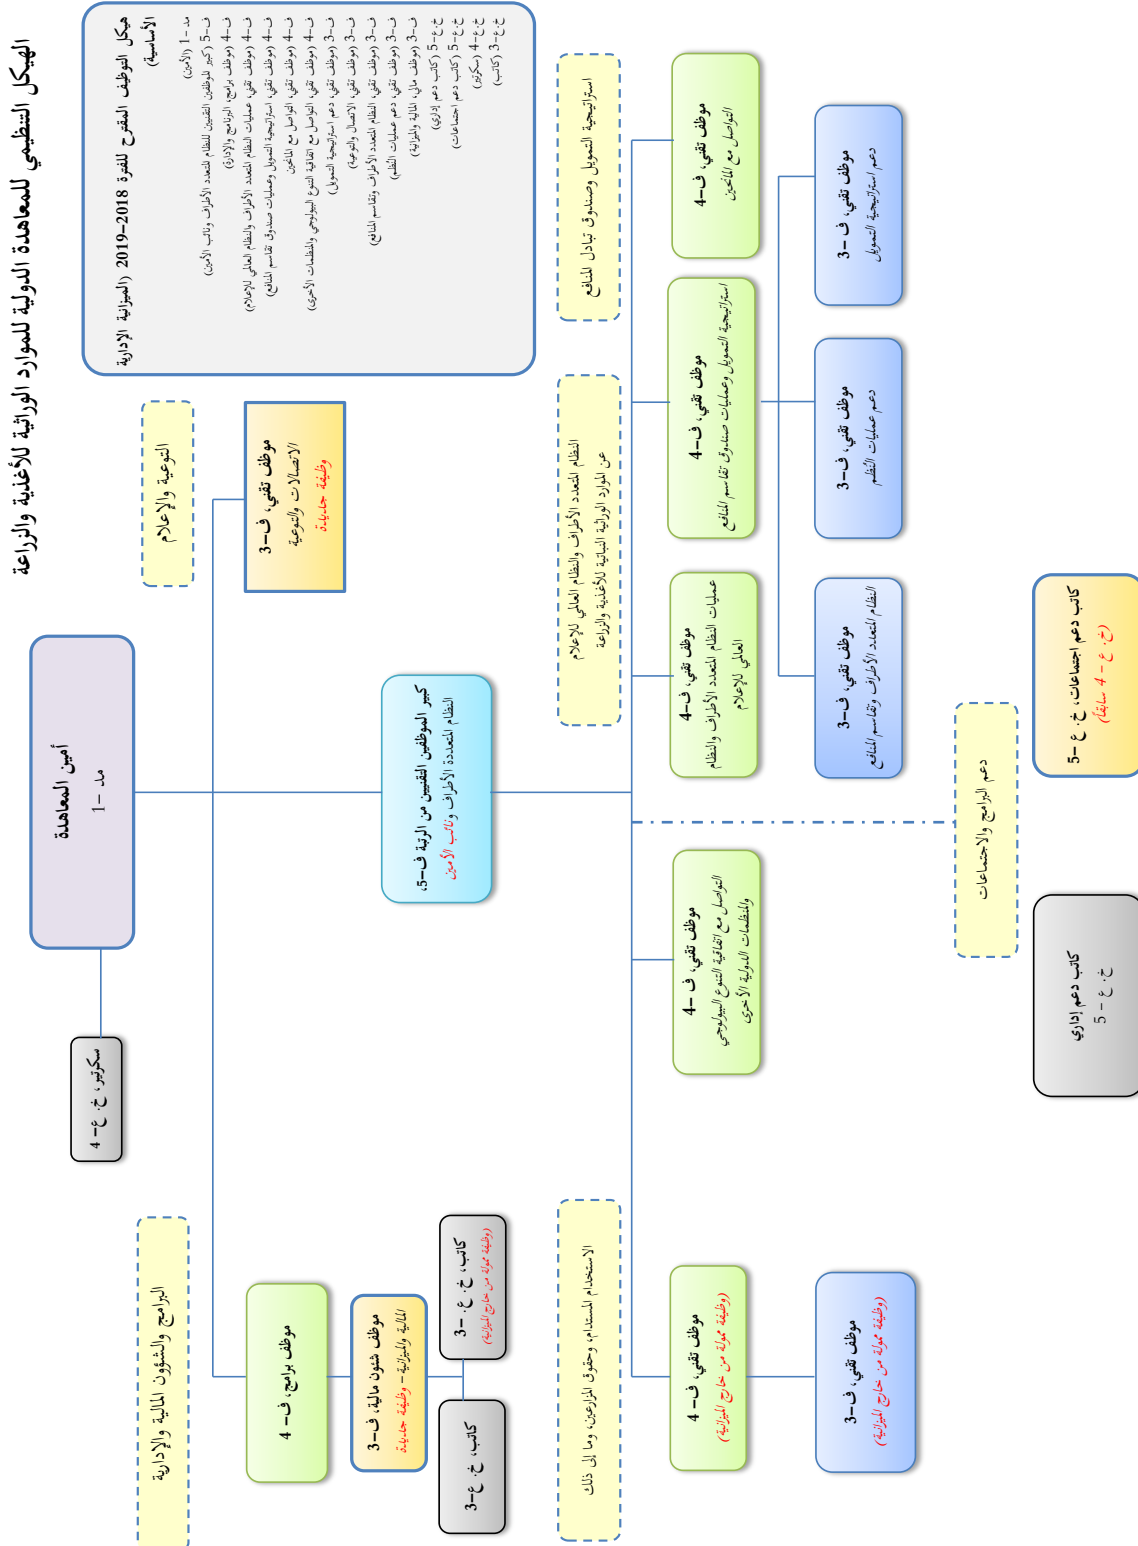 الهيكل التنظيمي للمعاهدة الدولية للموارد الوراثية للأغذية والزراعة
هيكل التوظيف المقترح للفترة 2018-2019 (الميزانية الإدارية
الأساسية)
مد -1 (الأمين)
ف-5 (كبير الموظفين التقنيين للنظام المتعدد الأطراف ونائب الأمين)
ف-4 (موظف برامج، البرنامج والإدارة)
ف-4 (موظف تقني، عمليات النظام المتعدد الأطراف والنظام العالمي للإعلام)
ف-4 (موظف تقني، استراتيجية التمويل وعمليات صندوق تقاسم المنافع)
ف-4 (موظف تقني، التواصل مع المانحين
ف-4 (موظف تقني، التواصل مع اتفاقية التنوع البيولوجي والمنظمات الأخرى)
ف-3 (موظف تقني، دعم استراتيجية التمويل)
ف-3 (موظف تقني، الاتصال والتوعية)
ف-3 (موظف تقني، النظام المتعدد الأطراف وتقاسم المنافع)
ف-3 (موظف تقني، دعم عمليات النظم)
ف-3 (موظف مالي، المالية والميزانية)
خ.ع-5 (كاتب دعم إداري)
خ.ع-5 (كاتب دعم اجتماعات)
خ.ع-4 (سكرتير)
خ.ع-3 (كاتب)
أمين المعاهدة
مد -1
سكرتير، خ. ع- 4
التوعية والإعلام
موظف تقني، ف-3
الاتصالات والتوعية
وظيفة جديدة
البرامج والشؤون المالية والإدارية
موظف برامج، ف- 4
موظف شئون مالية، ف-3
المالية والميزانية – وظيفة جديدة
كاتب، خ. ع. -3
(وظيفة ممولة من خارج الميزانية)
كاتب، خ. ع-3
كبير الموظفين التقنيين من الرتبة ف-5،
النظام المتعددة الأطراف ونائب الأمين
استراتيجية التمويل وصندوق تبادل المنافع
النظام المتعدد الأطراف والنظام العالمي للإعلام
عن الموارد الوراثية النباتية للأغذية والزراعة
الاستخدام المستدام، وحقوق المزارعين، وما إلى ذلك
موظف تقني، ف-4
التواصل مع المانحين
موظف تقني، ف-4
استراتيجية التمويل وعمليات صندوق تقاسم المنافع
موظف تقني، ف-4
عمليات النظام المتعدد الأطراف والنظام
العالمي للإعلام
موظف تقني، ف -4
التواصل مع اتفاقية التنوع البيولوجي
والمنظمات الدولية الأخرى
موظف تقني، ف- 4
(وظيفة ممولة من خارج الميزانية)
موظف تقني، ف -3
دعم استراتيجية التمويل
موظف تقني، ف-3
دعم عمليات النُظم
موظف تقني، ف-3
النظام المتعدد الأطراف وتقاسم المنافع
موظف تقني، ف-3
(وظيفة ممولة من خارج الميزانية)
دعم البرامج والاجتماعات
كاتب دعم اجتماعات، خ. ع -5
(خ. ع - 4 سابقاً)
كاتب دعم إداري
خ. ع - 5